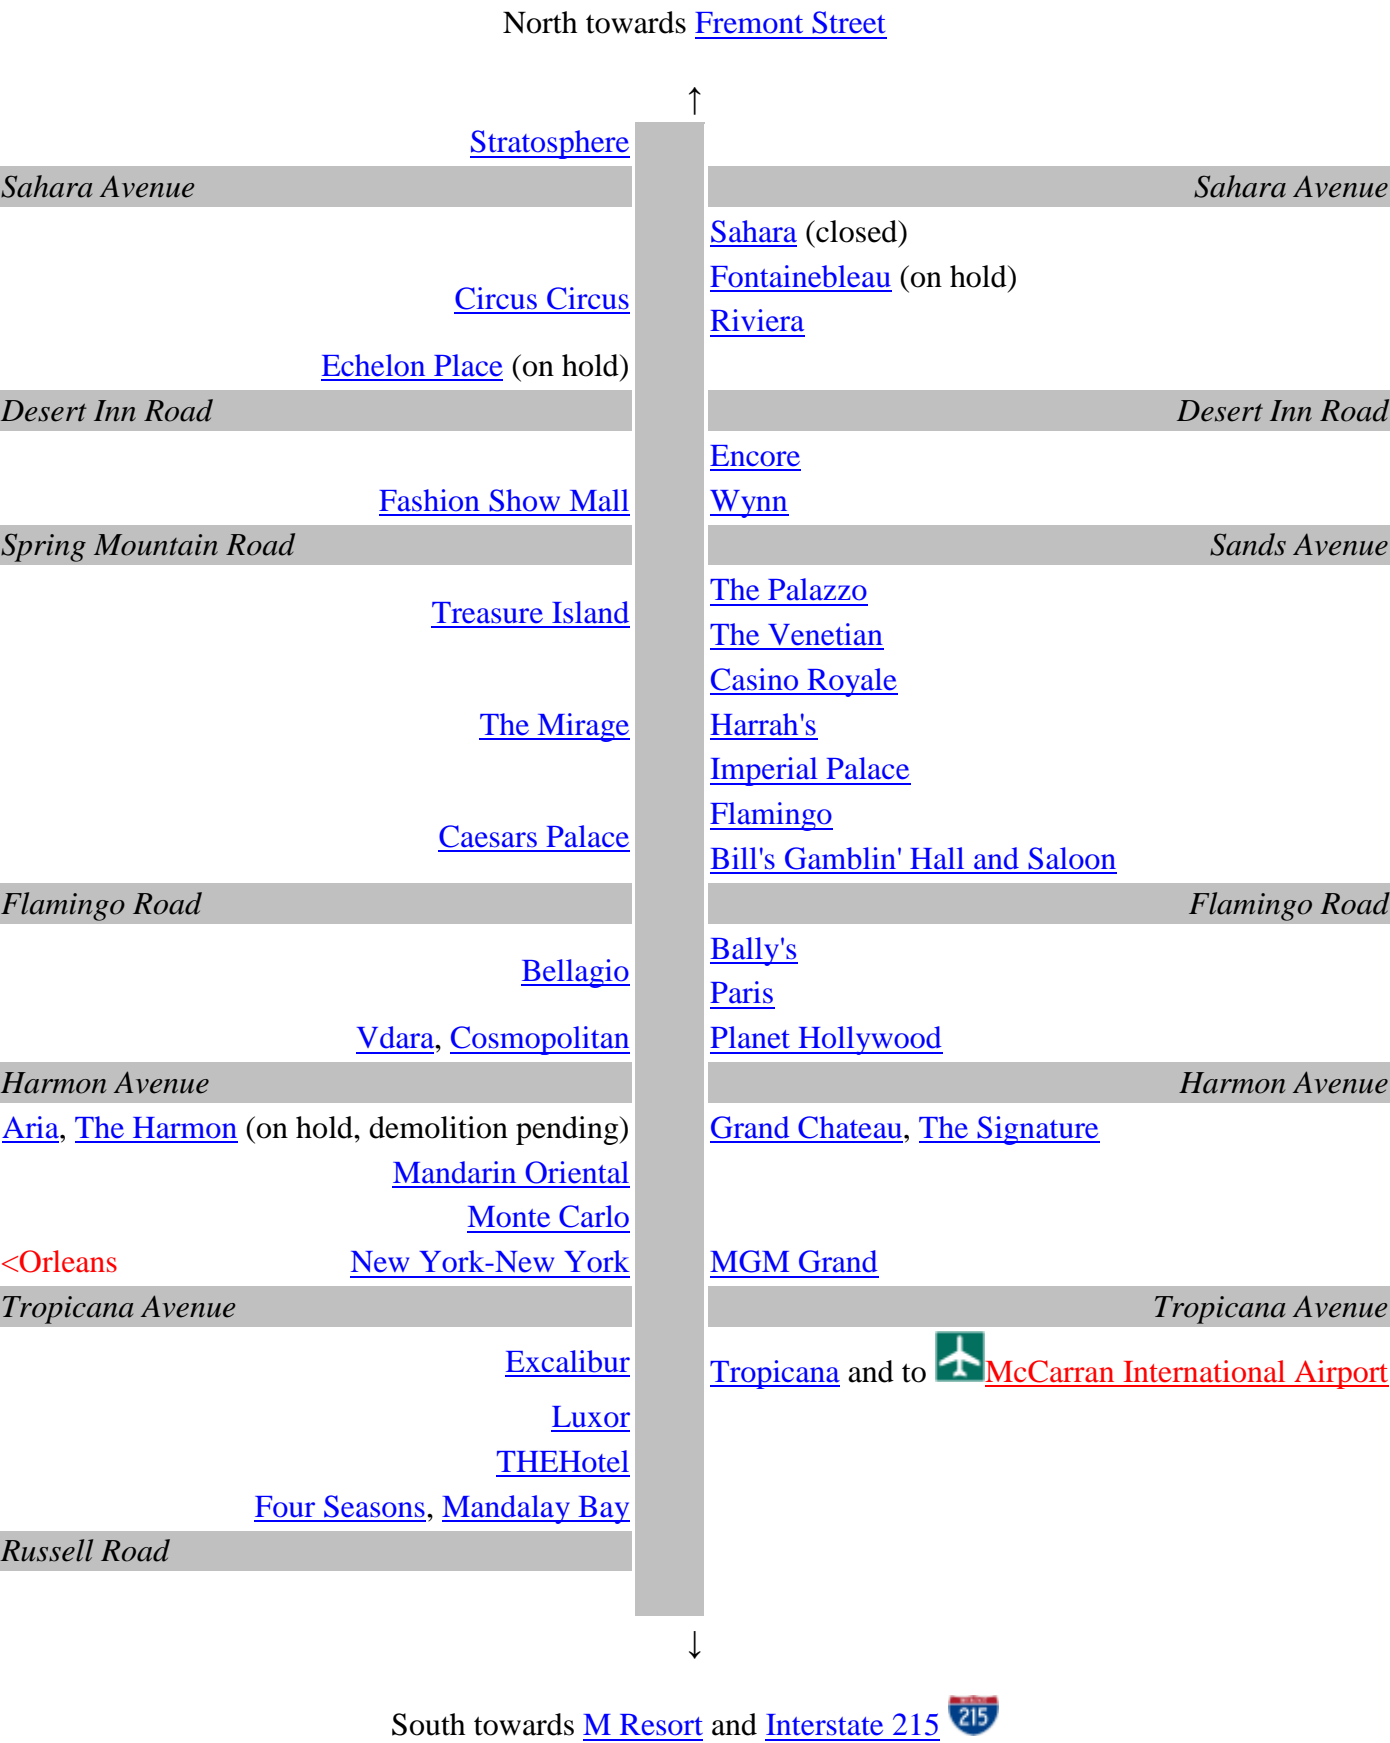 North towards Fremont Street
↑
Stratosphere
Sahara Avenue Sahara Avenue
Sahara (closed)
Fontainebleau (on hold)
Circus Circus
Riviera
Echelon Place (on hold)
Desert Inn Road Desert Inn Road
Encore
Fashion Show Mall Wynn
Spring Mountain Road Sands Avenue
The Palazzo
Treasure Island
The Venetian
Casino Royale
The Mirage Harrah's
Imperial Palace
Flamingo
Caesars Palace
Bill's Gamblin' Hall and Saloon
Flamingo Road Flamingo Road
Bally's
Bellagio
Paris
Vdara, Cosmopolitan Planet Hollywood
Harmon Avenue Harmon Avenue
Aria, The Harmon (on hold, demolition pending) Grand Chateau, The Signature
Mandarin Oriental
Monte Carlo
<Orleans New York-New York MGM Grand
Tropicana Avenue Tropicana Avenue
Excalibur Tropicana and to McCarran International Airport
Luxor
THEHotel
Four Seasons, Mandalay Bay
Russell Road
↓
South towards M Resort and Interstate 215 215